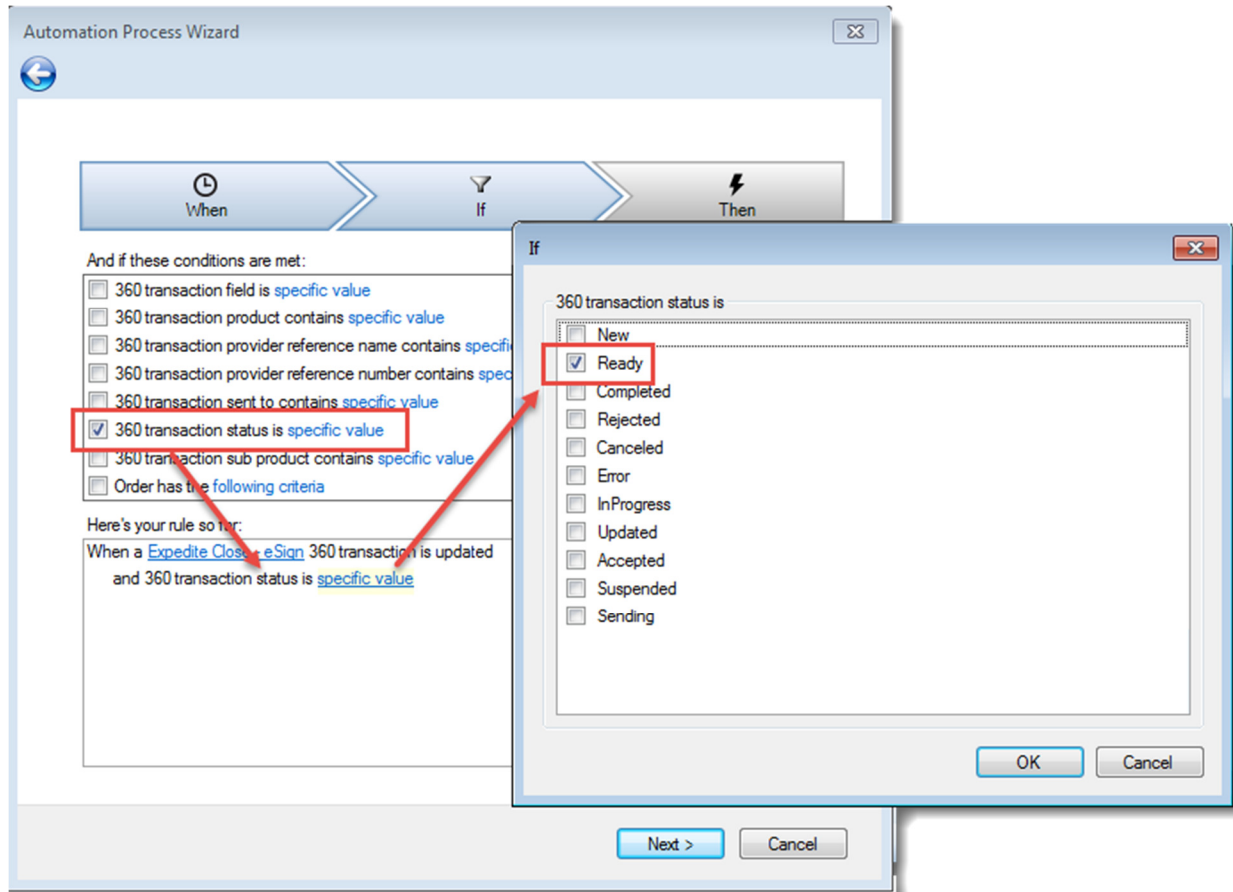 Automation Process Wizard
When
If
Then
And if these conditions are met:
360 transaction field is specific value
360 transaction product contains specific value
360 transaction provider reference name contains
360 transaction provider reference number contains
360 transaction sent to contains specific value
360 transaction status is specific value
360 transaction sub product contains specific value
Order has the following criteria
Here's your rule so far:
When a Expedite Close - eSign 360 transaction is updated
and 360 transaction status is specific value
Next >
Cancel
If
360 transaction status is
New
Ready
Completed
Rejected
Canceled
Error
InProgress
Updated
Accepted
Suspended
Sending
OK
Cancel